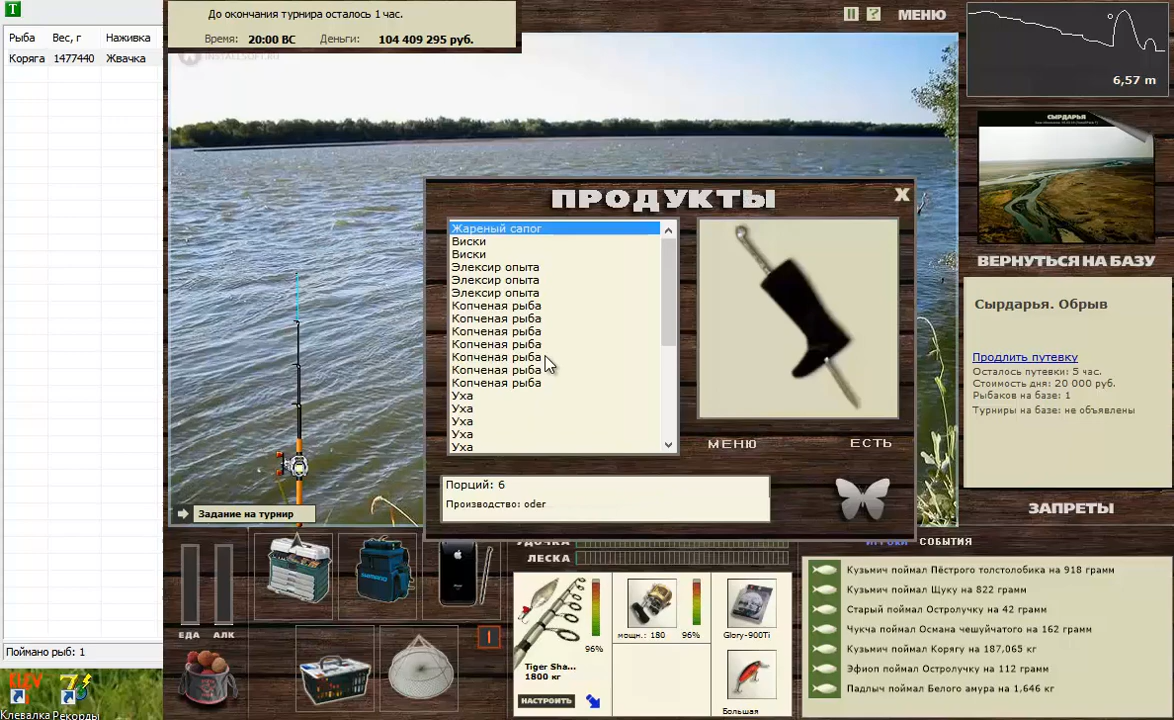 T
Рыба Вес, г Наживка
Коряга 1477440 Жвачка
До окончания турнира осталось 1 час.
Время: 20:00 ВС Деньги: 104 409 295 руб.
INSTALLSOFT.RU
? МЕНЮ
6,57 m
СЫРДАРЬЯ
ВЕРНУТЬСЯ НА БАЗУ
Сырдарья. Обрыв
Продлить путевку
Осталось путевки: 5 час.
Стоимость дня: 20 000 руб.
Рыбаков на базе: 1
Турниры на базе: не объявлены
ЗАПРЕТЫ
ПРОДУКТЫ
X
Жареный сапог
Виски
Виски
Элексир опыта
Элексир опыта
Элексир опыта
Копченая рыба
Копченая рыба
Копченая рыба
Копченая рыба
Копченая рыба
Копченая рыба
Копченая рыба
Уха
Уха
Уха
Уха
Уха
МЕНЮ ЕСТЬ
Порций: 6
Производство: oder
Задание на турнир
УДОЧКА
ЛЕСКА
ИГРОКИ СОБЫТИЯ
Кузьмич поймал Пёстрого толстолобика на 918 грамм
Кузьмич поймал Щуку на 822 грамм
Старый поймал Остролучку на 42 грамм
Чукча поймал Османа чешуйчатого на 162 грамм
Кузьмич поймал Корягу на 187,065 кг
Эфиоп поймал Остролучку на 112 грамм
Падлыч поймал Белого амура на 1,646 кг
ЕДА АЛК
96%
Tiger Sha...
1800 кг
НАСТРОИТЬ
мощн.: 180 96%
Glory-900Ti
Большая
Поймано рыб: 1
KLEV
Клевалка Рекорды